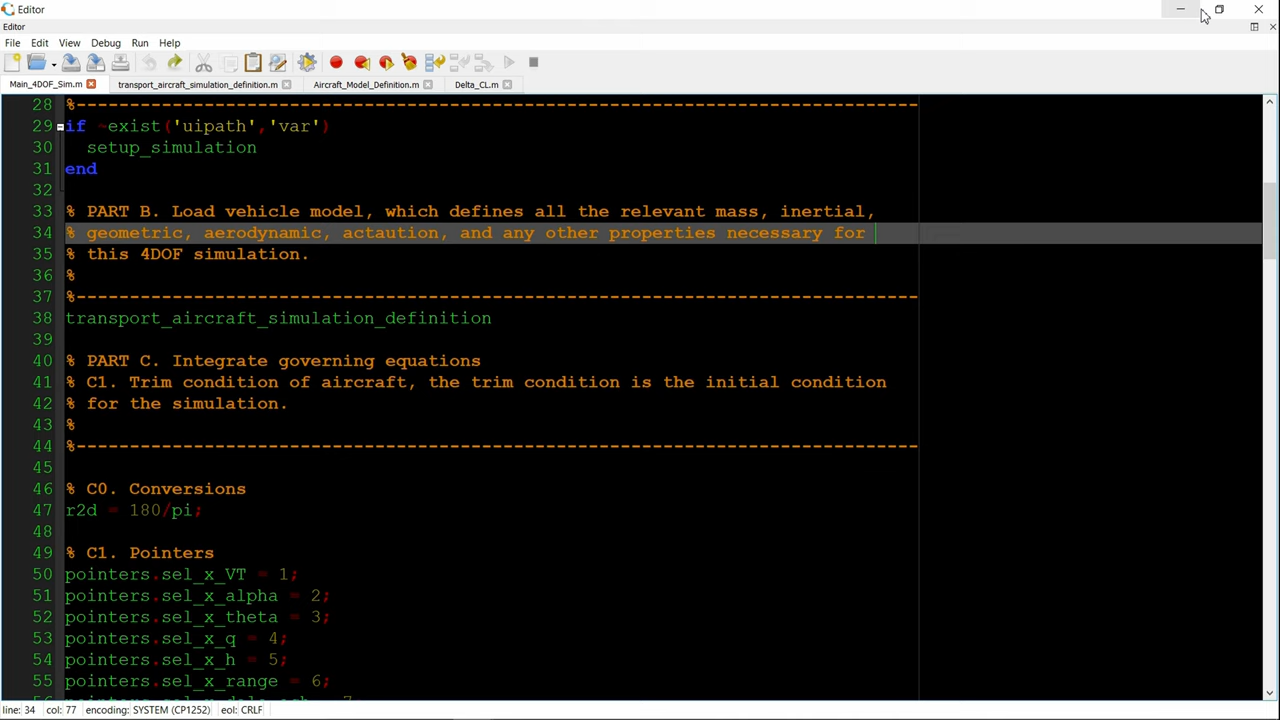 Editor
Editor
File Edit View Debug Run Help
Main_4DOF_Sim.m transport_aircraft_simulation_definition.m Aircraft_Model_Definition.m Delta_CL.m
28 %-------------------------------------------------------------------------------
29 if ~exist('uipath','var')
30 setup_simulation
31 end
32
33 % PART B. Load vehicle model, which defines all the relevant mass, inertial,
34 % geometric, aerodynamic, actaution, and any other properties necessary for
35 % this 4DOF simulation.
36 %
37 %-------------------------------------------------------------------------------
38 transport_aircraft_simulation_definition
39
40 % PART C. Integrate governing equations
41 % C1. Trim condition of aircraft, the trim condition is the initial condition
42 % for the simulation.
43 %
44 %-------------------------------------------------------------------------------
45
46 % C0. Conversions
47 r2d = 180/pi;
48
49 % C1. Pointers
50 pointers.sel_x_VT = 1;
51 pointers.sel_x_alpha = 2;
52 pointers.sel_x_theta = 3;
53 pointers.sel_x_q = 4;
54 pointers.sel_x_h = 5;
55 pointers.sel_x_range = 6;
line: 34 col: 77 encoding: SYSTEM (CP1252) eol: CRLF